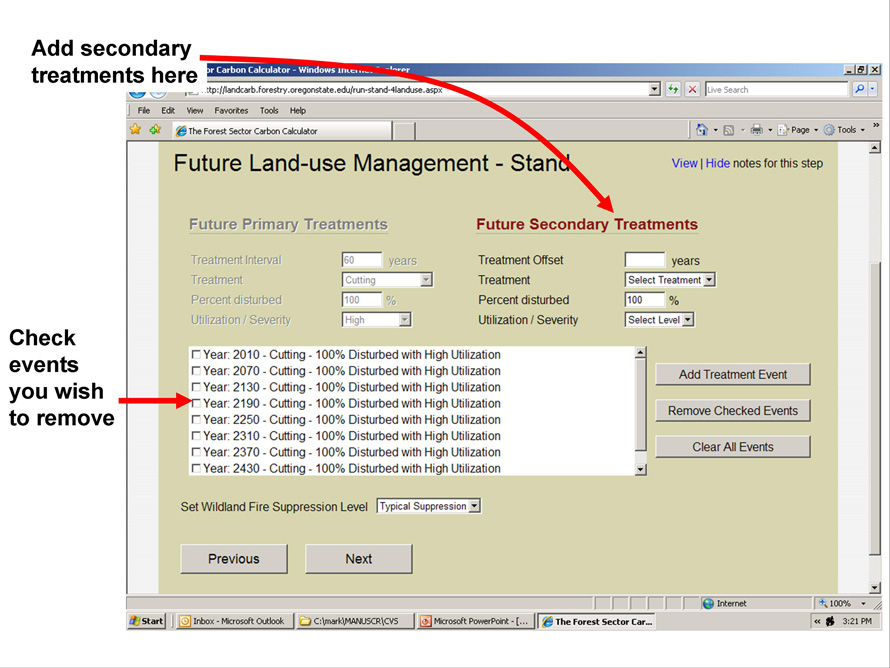 Add secondary
treatments here
or Carbon Calculator - Windows Internet Explorer
tp://landcarb.forestry.oregonstate.edu/run-stand-4landuse.aspx
Live Search
File Edit View Favorites Tools Help
The Forest Sector Carbon Calculator
Page Tools »
Future Land-use Management - Stand
View | Hide notes for this step
Future Primary Treatments
Future Secondary Treatments
Treatment Interval 60 years
Treatment Offset years
Treatment Cutting
Treatment Select Treatment
Percent disturbed 100 %
Percent disturbed 100 %
Utilization / Severity High
Utilization / Severity Select Level
Check
events
you wish
to remove
Year: 2010 - Cutting - 100% Disturbed with High Utilization
Year: 2070 - Cutting - 100% Disturbed with High Utilization
Year: 2130 - Cutting - 100% Disturbed with High Utilization
Year: 2190 - Cutting - 100% Disturbed with High Utilization
Year: 2250 - Cutting - 100% Disturbed with High Utilization
Year: 2310 - Cutting - 100% Disturbed with High Utilization
Year: 2370 - Cutting - 100% Disturbed with High Utilization
Year: 2430 - Cutting - 100% Disturbed with High Utilization
Add Treatment Event
Remove Checked Events
Clear All Events
Set Wildland Fire Suppression Level Typical Suppression
Previous
Next
Internet 100%
Start Inbox - Microsoft Outlook C:\mark\MANUSCR\CVS Microsoft PowerPoint - [... The Forest Sector Car... « 3:21 PM